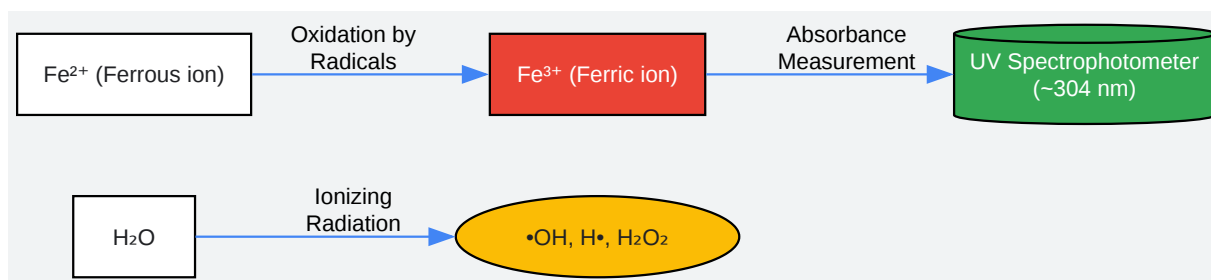 Fe²⁺ (Ferrous ion)
Oxidation by
Radicals
Fe³⁺ (Ferric ion)
Absorbance
Measurement
UV Spectrophotometer
(~304 nm)
H₂O
Ionizing
Radiation
•OH, H•, H₂O₂